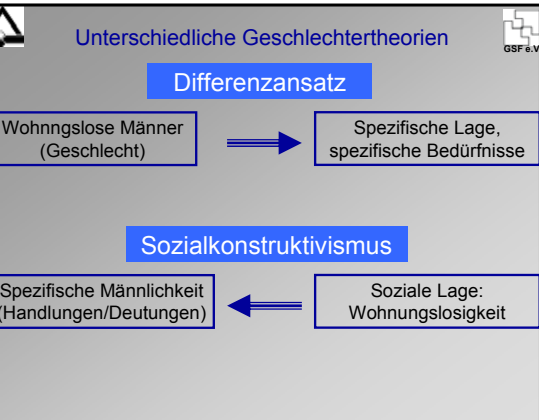 Unterschiedliche Geschlechtertheorien
GSF e.V
Differenzansatz
Wohnngslose Männer
(Geschlecht)
Spezifische Lage,
spezifische Bedürfnisse
Sozialkonstruktivismus
Spezifische Männlichkeit
(Handlungen/Deutungen)
Soziale Lage:
Wohnungslosigkeit